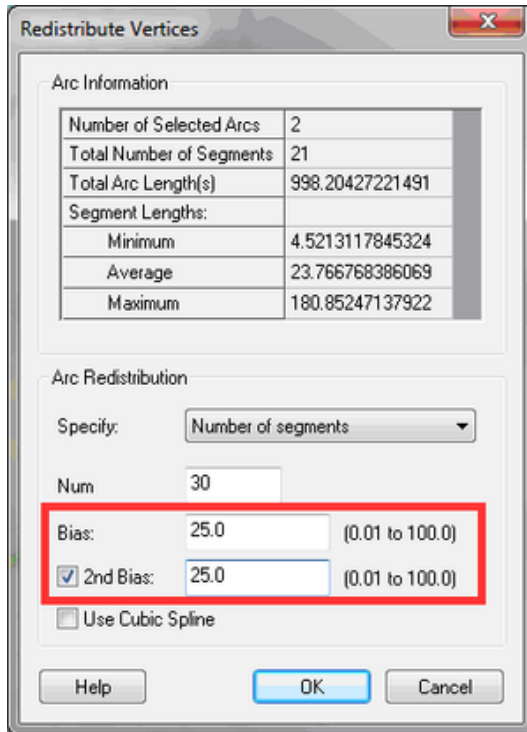 Redistribute Vertices
Arc Information
Number of Selected Arcs 2
Total Number of Segments 21
Total Arc Length(s) 998.20427221491
Segment Lengths:
Minimum 4.5213117845324
Average 23.766768386069
Maximum 180.85247137922
Arc Redistribution
Specify: Number of segments
Num 30
Bias: 25.0 (0.01 to 100.0)
2nd Bias: 25.0 (0.01 to 100.0)
Use Cubic Spline
Help OK Cancel